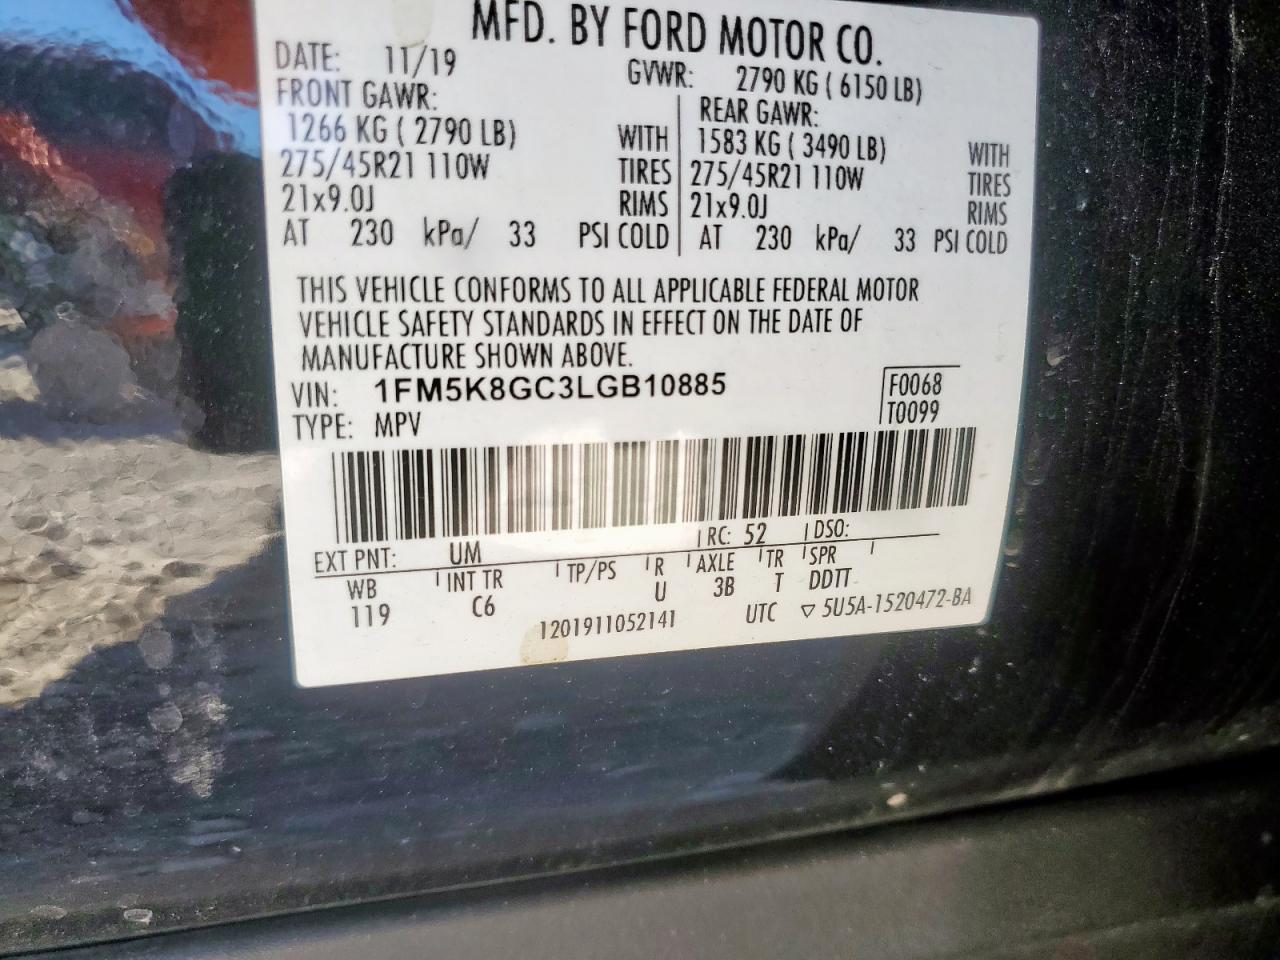 MFD. BY FORD MOTOR CO.
DATE: 11/19 GVWR: 2790 KG ( 6150 LB)
FRONT GAWR: REAR GAWR:
1266 KG ( 2790 LB) WITH 1583 KG ( 3490 LB) WITH
275/45R21 110W TIRES 275/45R21 110W TIRES
21x9.0J RIMS 21x9.0J RIMS
AT 230 kPa/ 33 PSI COLD AT 230 kPa/ 33 PSI COLD
THIS VEHICLE CONFORMS TO ALL APPLICABLE FEDERAL MOTOR
VEHICLE SAFETY STANDARDS IN EFFECT ON THE DATE OF
MANUFACTURE SHOWN ABOVE.
VIN: 1FM5K8GC3LGB10885 F0068
TYPE: MPV T0099
EXT PNT: UM RC: 52 DSO:
WB INT TR TP/PS R AXLE TR SPR
119 C6 U 3B T DDTT
1201911052141 UTC ▽ 5U5A-1520472-BA